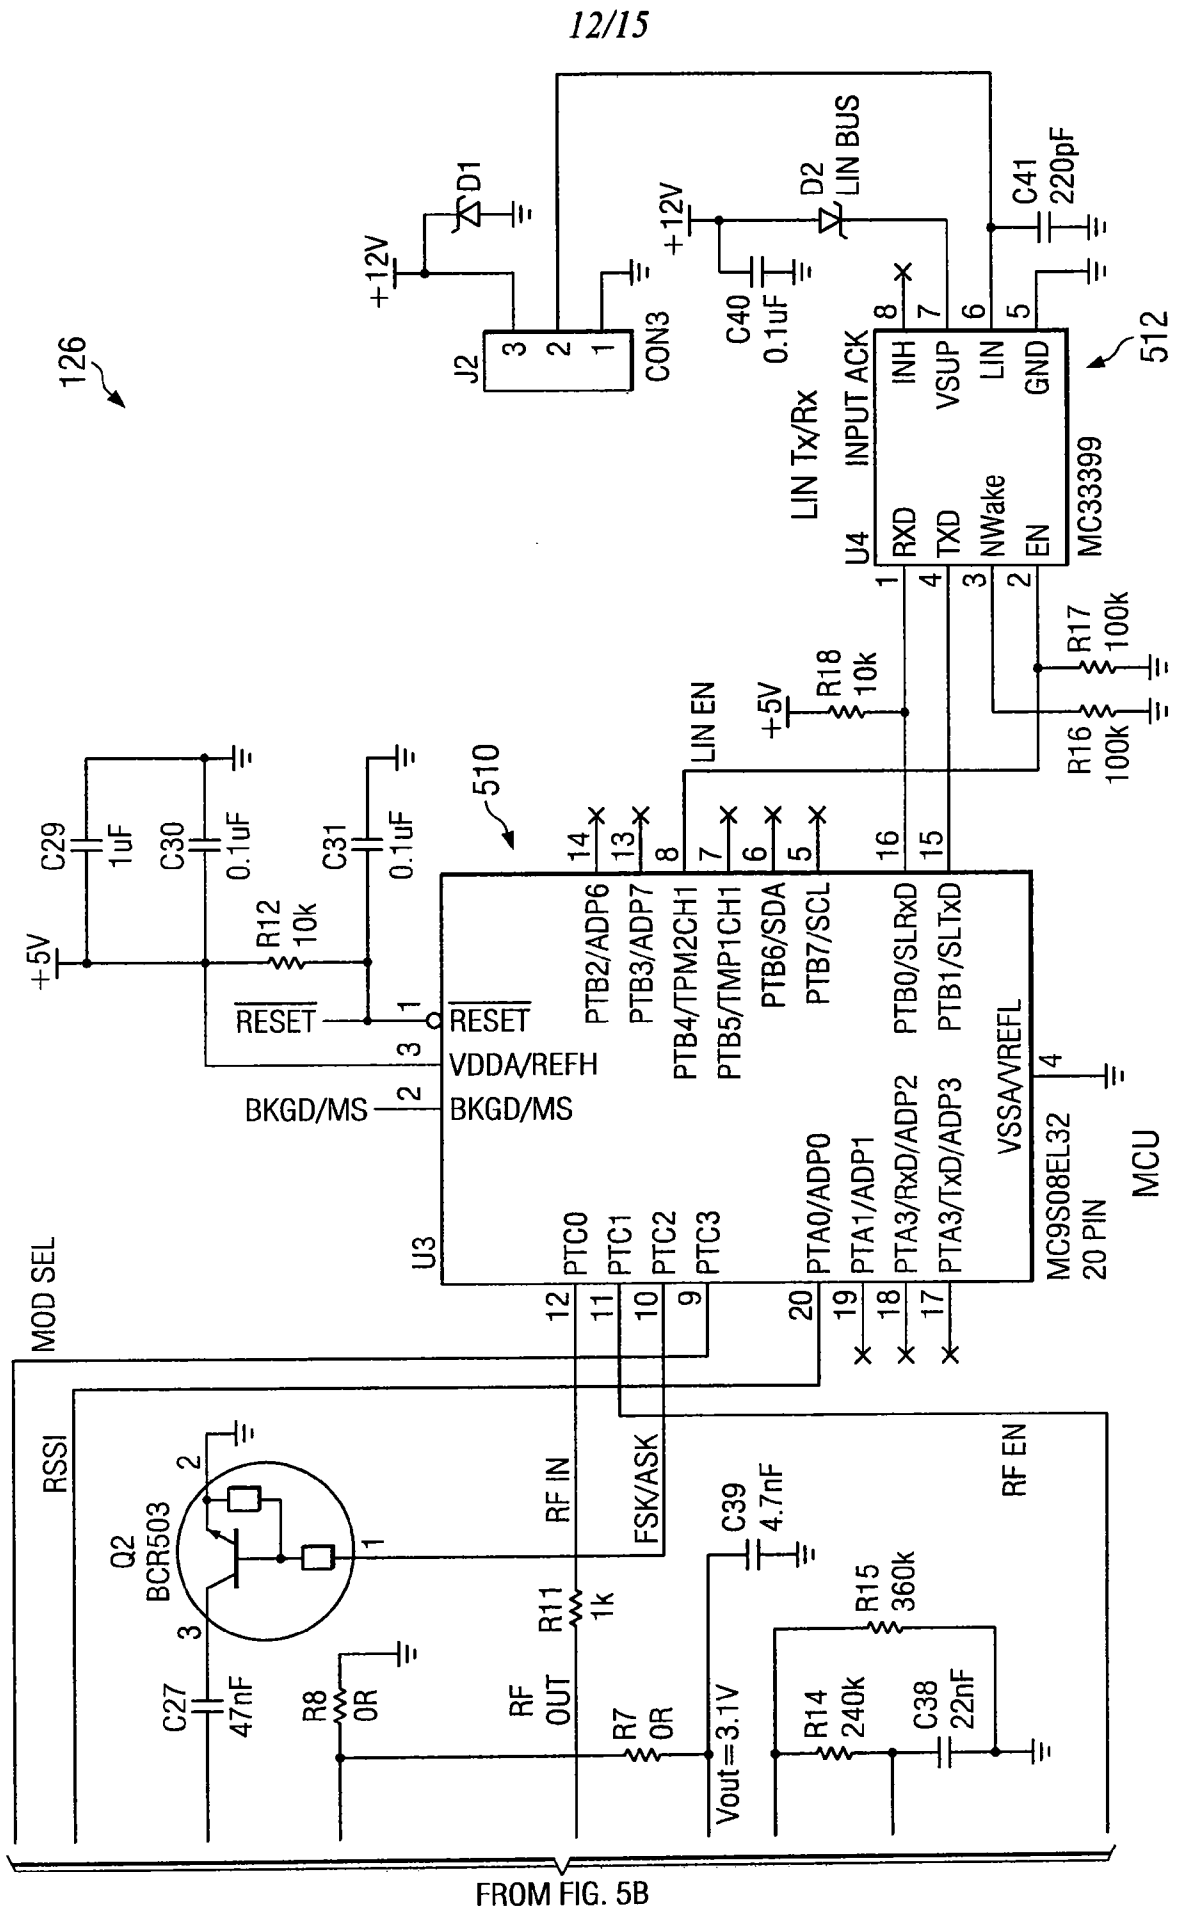 12/15
126
+12V
D1
J2
3
2
1
CON3
+12V
C40
0.1uF
D2
LIN BUS
C41
220pF
512
LIN Tx/Rx
INPUT ACK
U4
8
7
6
5
INH
VSUP
LIN
GND
RXD
TXD
NWake
EN
MC33399
1
4
3
2
R17
100k
R16
100k
+5V
R18
10k
LIN EN
510
C29
1uF
C30
0.1uF
C31
0.1uF
+5V
R12
10k
RESET
1
RESET
3
VDDA/REFH
BKGD/MS
2
BKGD/MS
14
13
8
7
6
5
16
15
PTB2/ADP6
PTB3/ADP7
PTB4/TPM2CH1
PTB5/TMP1CH1
PTB6/SDA
PTB7/SCL
PTB0/SLRxD
PTB1/SLTxD
VSSA/VREFL
4
U3
PTC0
PTC1
PTC2
PTC3
PTA0/ADP0
PTA1/ADP1
PTA3/RxD/ADP2
PTA3/TxD/ADP3
MC9S08EL32
20 PIN
MCU
12
11
10
9
20
19
18
17
MOD SEL
RSSI
Q2
BCR503
2
1
3
C27
47nF
R8
0R
RF IN
FSK/ASK
R11
1k
RF
OUT
R7
0R
C39
4.7nF
Vout=3.1V
RF EN
R15
360k
R14
240k
C38
22nF
FROM FIG. 5B